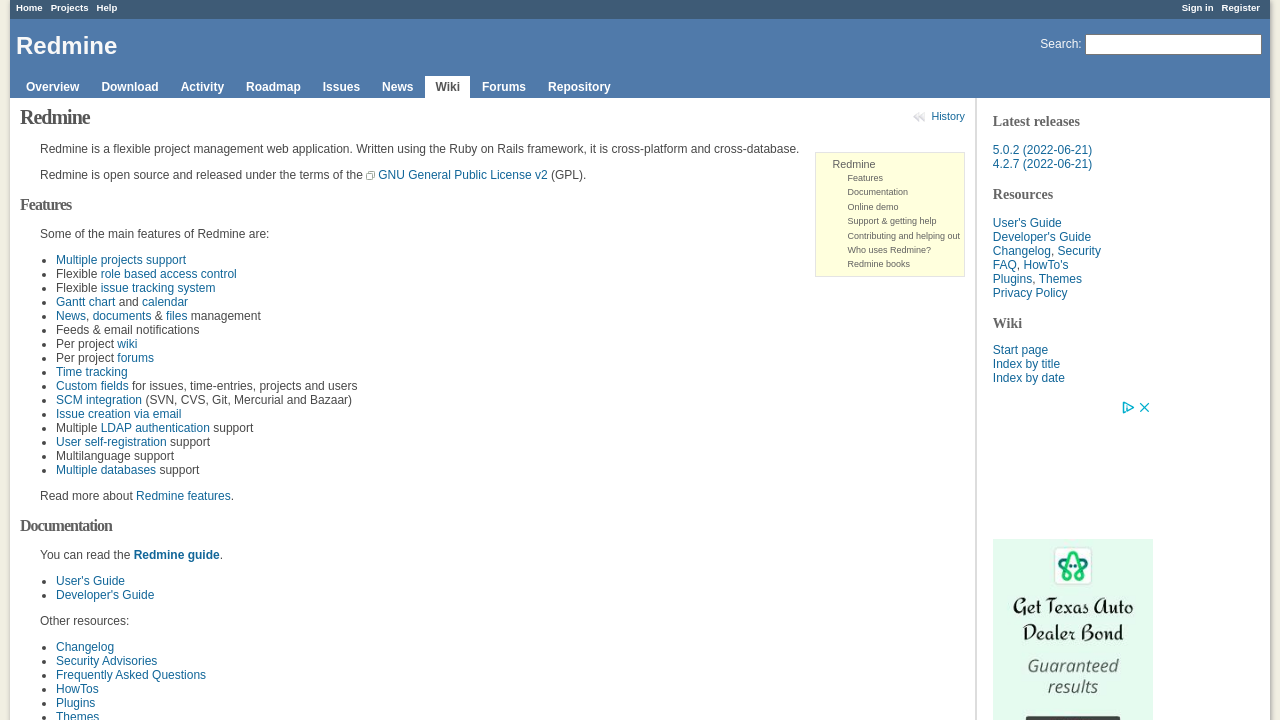 Home Projects Help
Sign in Register
Redmine
Search:
Overview Download Activity Roadmap Issues News Wiki Forums Repository
Redmine
History
Redmine is a flexible project management web application. Written using the Ruby on Rails framework, it is cross-platform and cross-database.
Redmine is open source and released under the terms of the GNU General Public License v2 (GPL).
Redmine
Features
Documentation
Online demo
Support & getting help
Contributing and helping out
Who uses Redmine?
Redmine books
Features
Some of the main features of Redmine are:
Multiple projects support
Flexible role based access control
Flexible issue tracking system
Gantt chart and calendar
News, documents & files management
Feeds & email notifications
Per project wiki
Per project forums
Time tracking
Custom fields for issues, time-entries, projects and users
SCM integration (SVN, CVS, Git, Mercurial and Bazaar)
Issue creation via email
Multiple LDAP authentication support
User self-registration support
Multilanguage support
Multiple databases support
Read more about Redmine features.
Documentation
You can read the Redmine guide.
User's Guide
Developer's Guide
Other resources:
Changelog
Security Advisories
Frequently Asked Questions
HowTos
Plugins
Themes
Latest releases
5.0.2 (2022-06-21)
4.2.7 (2022-06-21)
Resources
User's Guide
Developer's Guide
Changelog, Security
FAQ, HowTo's
Plugins, Themes
Privacy Policy
Wiki
Start page
Index by title
Index by date
Get Texas Auto
Dealer Bond
Guaranteed
results